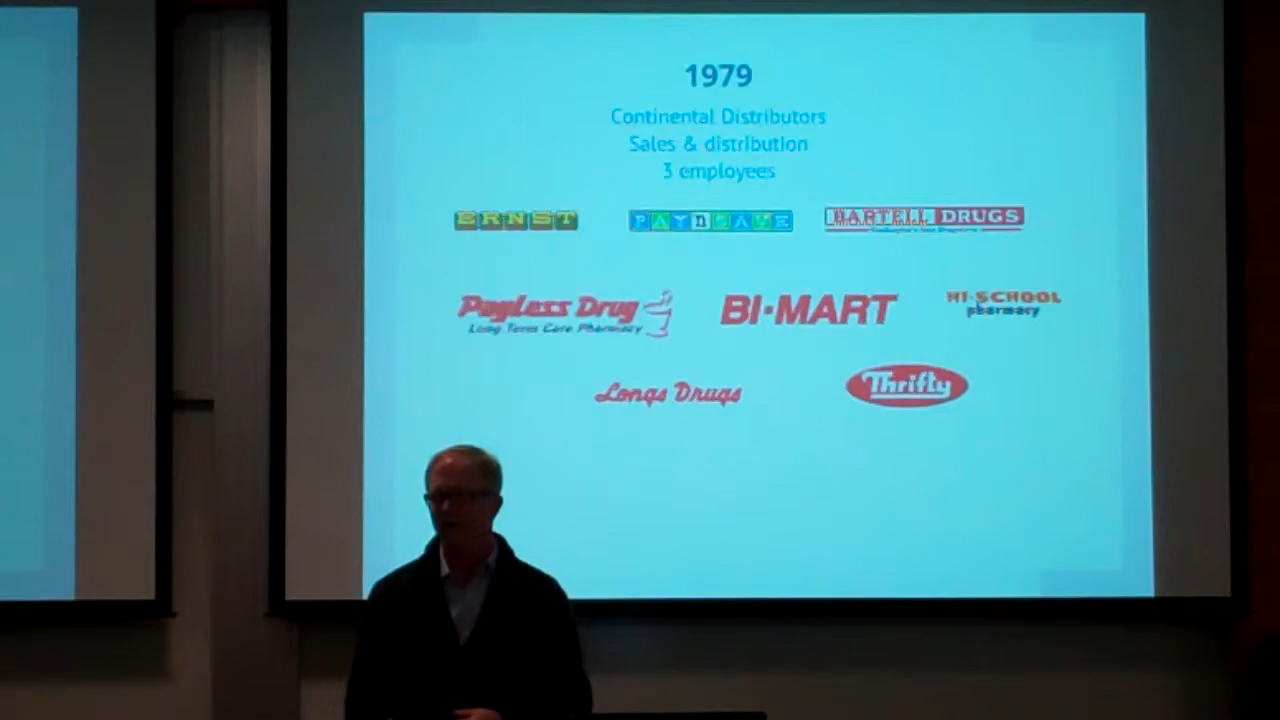 1979
Continental Distributors
Sales & distribution
3 employees
ERNST PAYnSAVE BARTELL DRUGS
Payless Drug BI·MART HI·SCHOOL
Long Term Care Pharmacy pharmacy
Longs Drugs Thrifty